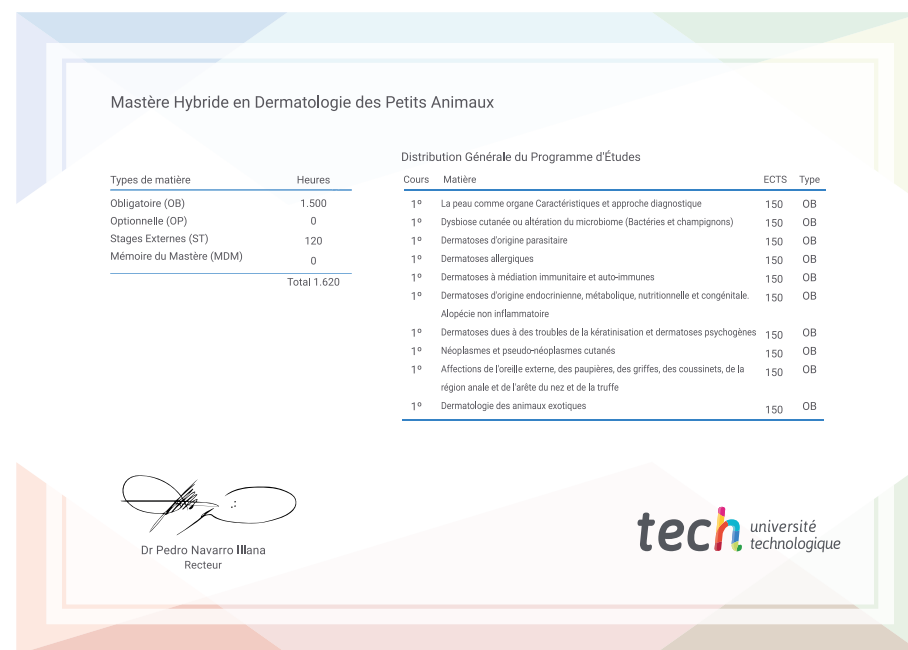 Mastère Hybride en Dermatologie des Petits Animaux
Types de matière Heures
Obligatoire (OB) 1.500
Optionnelle (OP) 0
Stages Externes (ST) 120
Mémoire du Mastère (MDM) 0
Total 1.620
Distribution Générale du Programme d'Études
Cours Matière ECTS Type
1º La peau comme organe Caractéristiques et approche diagnostique 150 OB
1º Dysbiose cutanée ou altération du microbiome (Bactéries et champignons) 150 OB
1º Dermatoses d'origine parasitaire 150 OB
1º Dermatoses allergiques 150 OB
1º Dermatoses à médiation immunitaire et auto-immunes 150 OB
1º Dermatoses d'origine endocrinienne, métabolique, nutritionnelle et congénitale. 150 OB
Alopécie non inflammatoire
1º Dermatoses dues à des troubles de la kératinisation et dermatoses psychogènes 150 OB
1º Néoplasmes et pseudo-néoplasmes cutanés 150 OB
1º Affections de l'oreille externe, des paupières, des griffes, des coussinets, de la 150 OB
région anale et de l'arête du nez et de la truffe
1º Dermatologie des animaux exotiques 150 OB
Dr Pedro Navarro Illana
Recteur
tech université
technologique